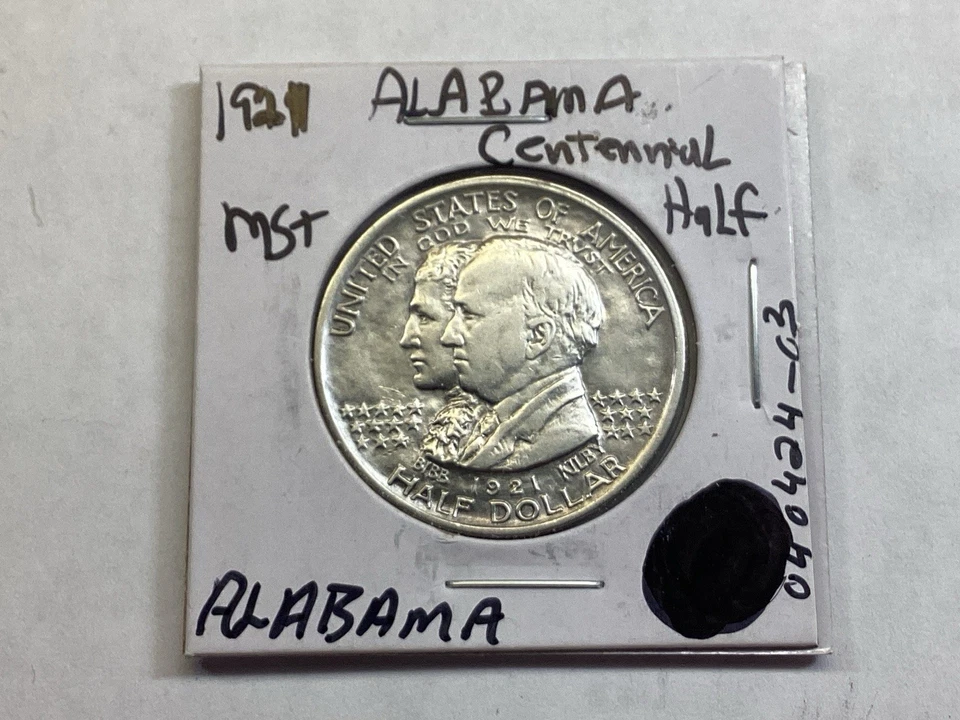 1921 ALABAMA
Centennial
Half
MS+
UNITED STATES OF AMERICA
IN GOD WE TRUST
BIBB 1921 KILBY
HALF DOLLAR
ALABAMA
040424-03